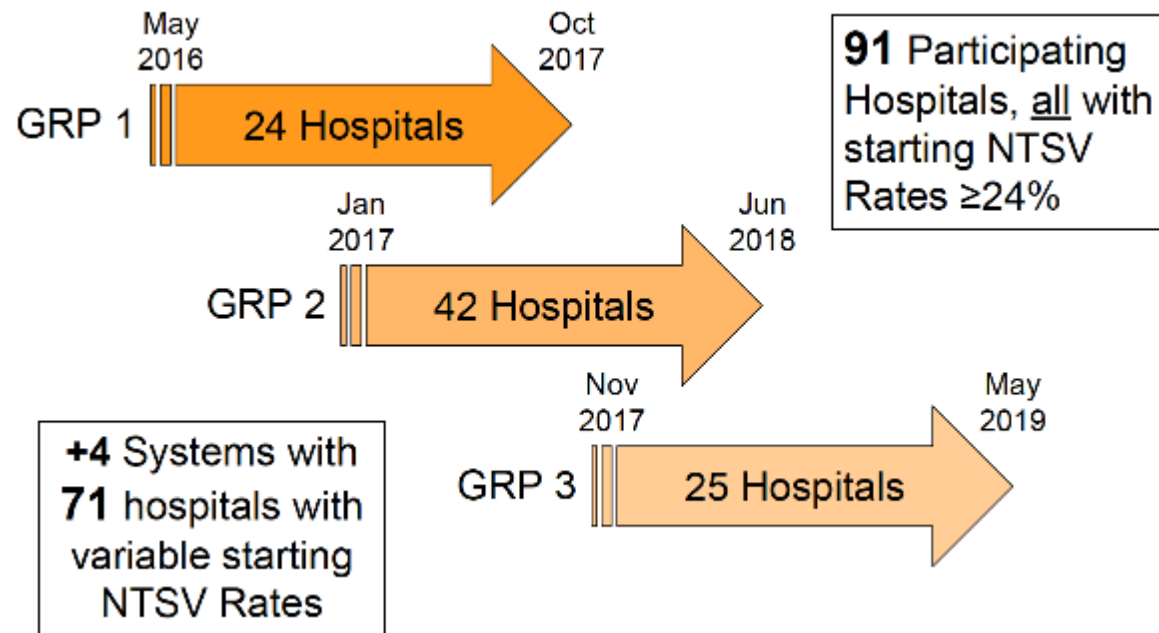 May
2016
Oct
2017
GRP 1
24 Hospitals
91 Participating
Hospitals, all with
starting NTSV
Rates ≥24%
Jan
2017
Jun
2018
GRP 2
42 Hospitals
Nov
2017
May
2019
GRP 3
25 Hospitals
+4 Systems with
71 hospitals with
variable starting
NTSV Rates